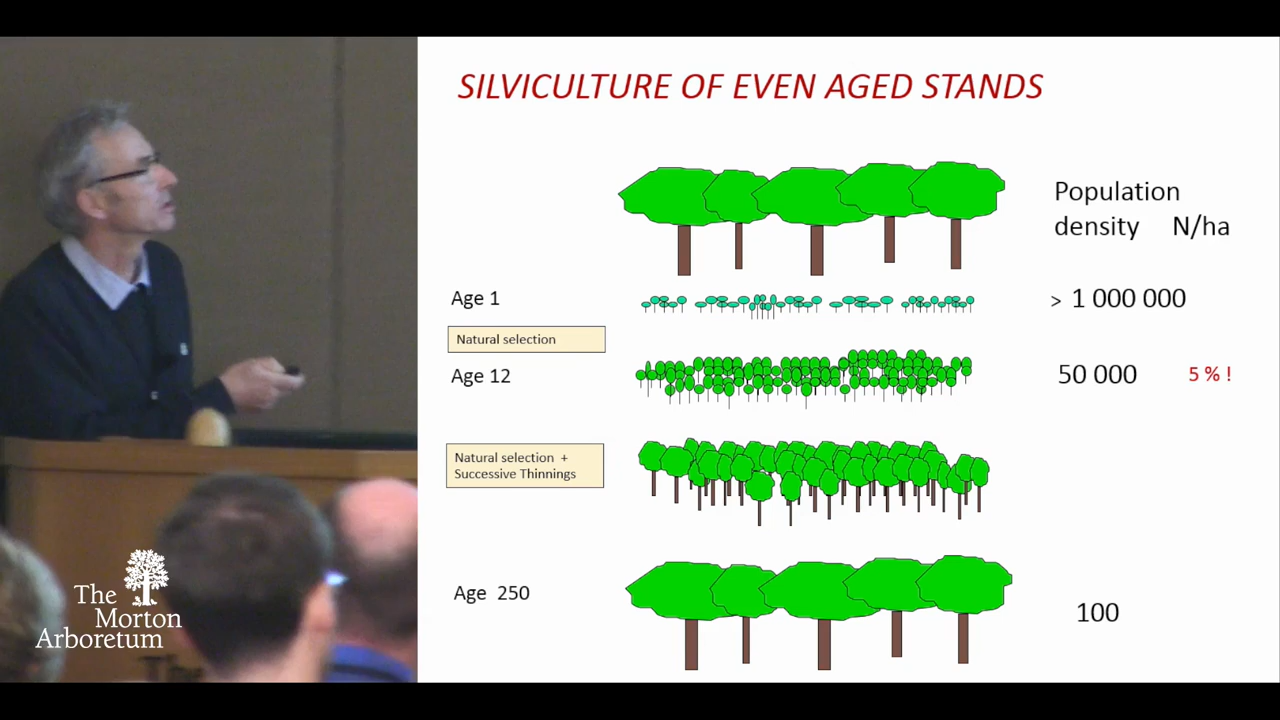 SILVICULTURE OF EVEN AGED STANDS
Population
density N/ha
Age 1
> 1 000 000
Natural selection
Age 12
50 000
5 % !
Natural selection +
Successive Thinnings
Age 250
100
The
Morton
Arboretum